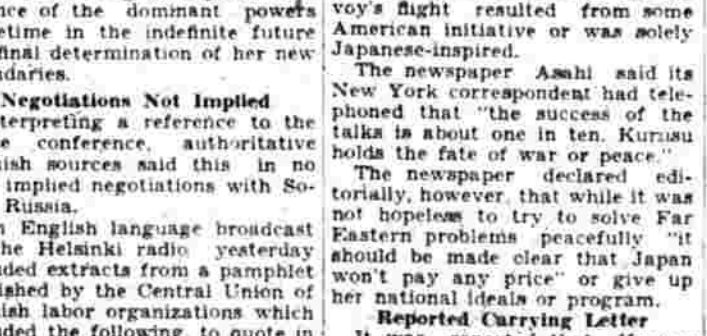 nce of the dominant powers
etime in the indefinite future
final determination of her new
ndaries.
Negotiations Not Implied
terpreting a reference to the
e conference, authoritative
ish sources said this in no
implied negotiations with So-
Russia.
n English language broadcast
he Helsinki radio yesterday
uded extracts from a pamphlet
ished by the Central Union of
ish labor organizations which
uded the following, to quote in
voy's flight resulted from some
American initiative or was solely
Japanese-inspired.
The newspaper Asahi said its
New York correspondent had tele-
phoned that "the success of the
talks is about one in ten. Kurusu
holds the fate of war or peace."
The newspaper declared edi-
torially, however, that while it was
not hopeless to try to solve Far
Eastern problems peacefully "it
should be made clear that Japan
won't pay any price" or give up
her national ideals or program.
Reported Carrying Letter